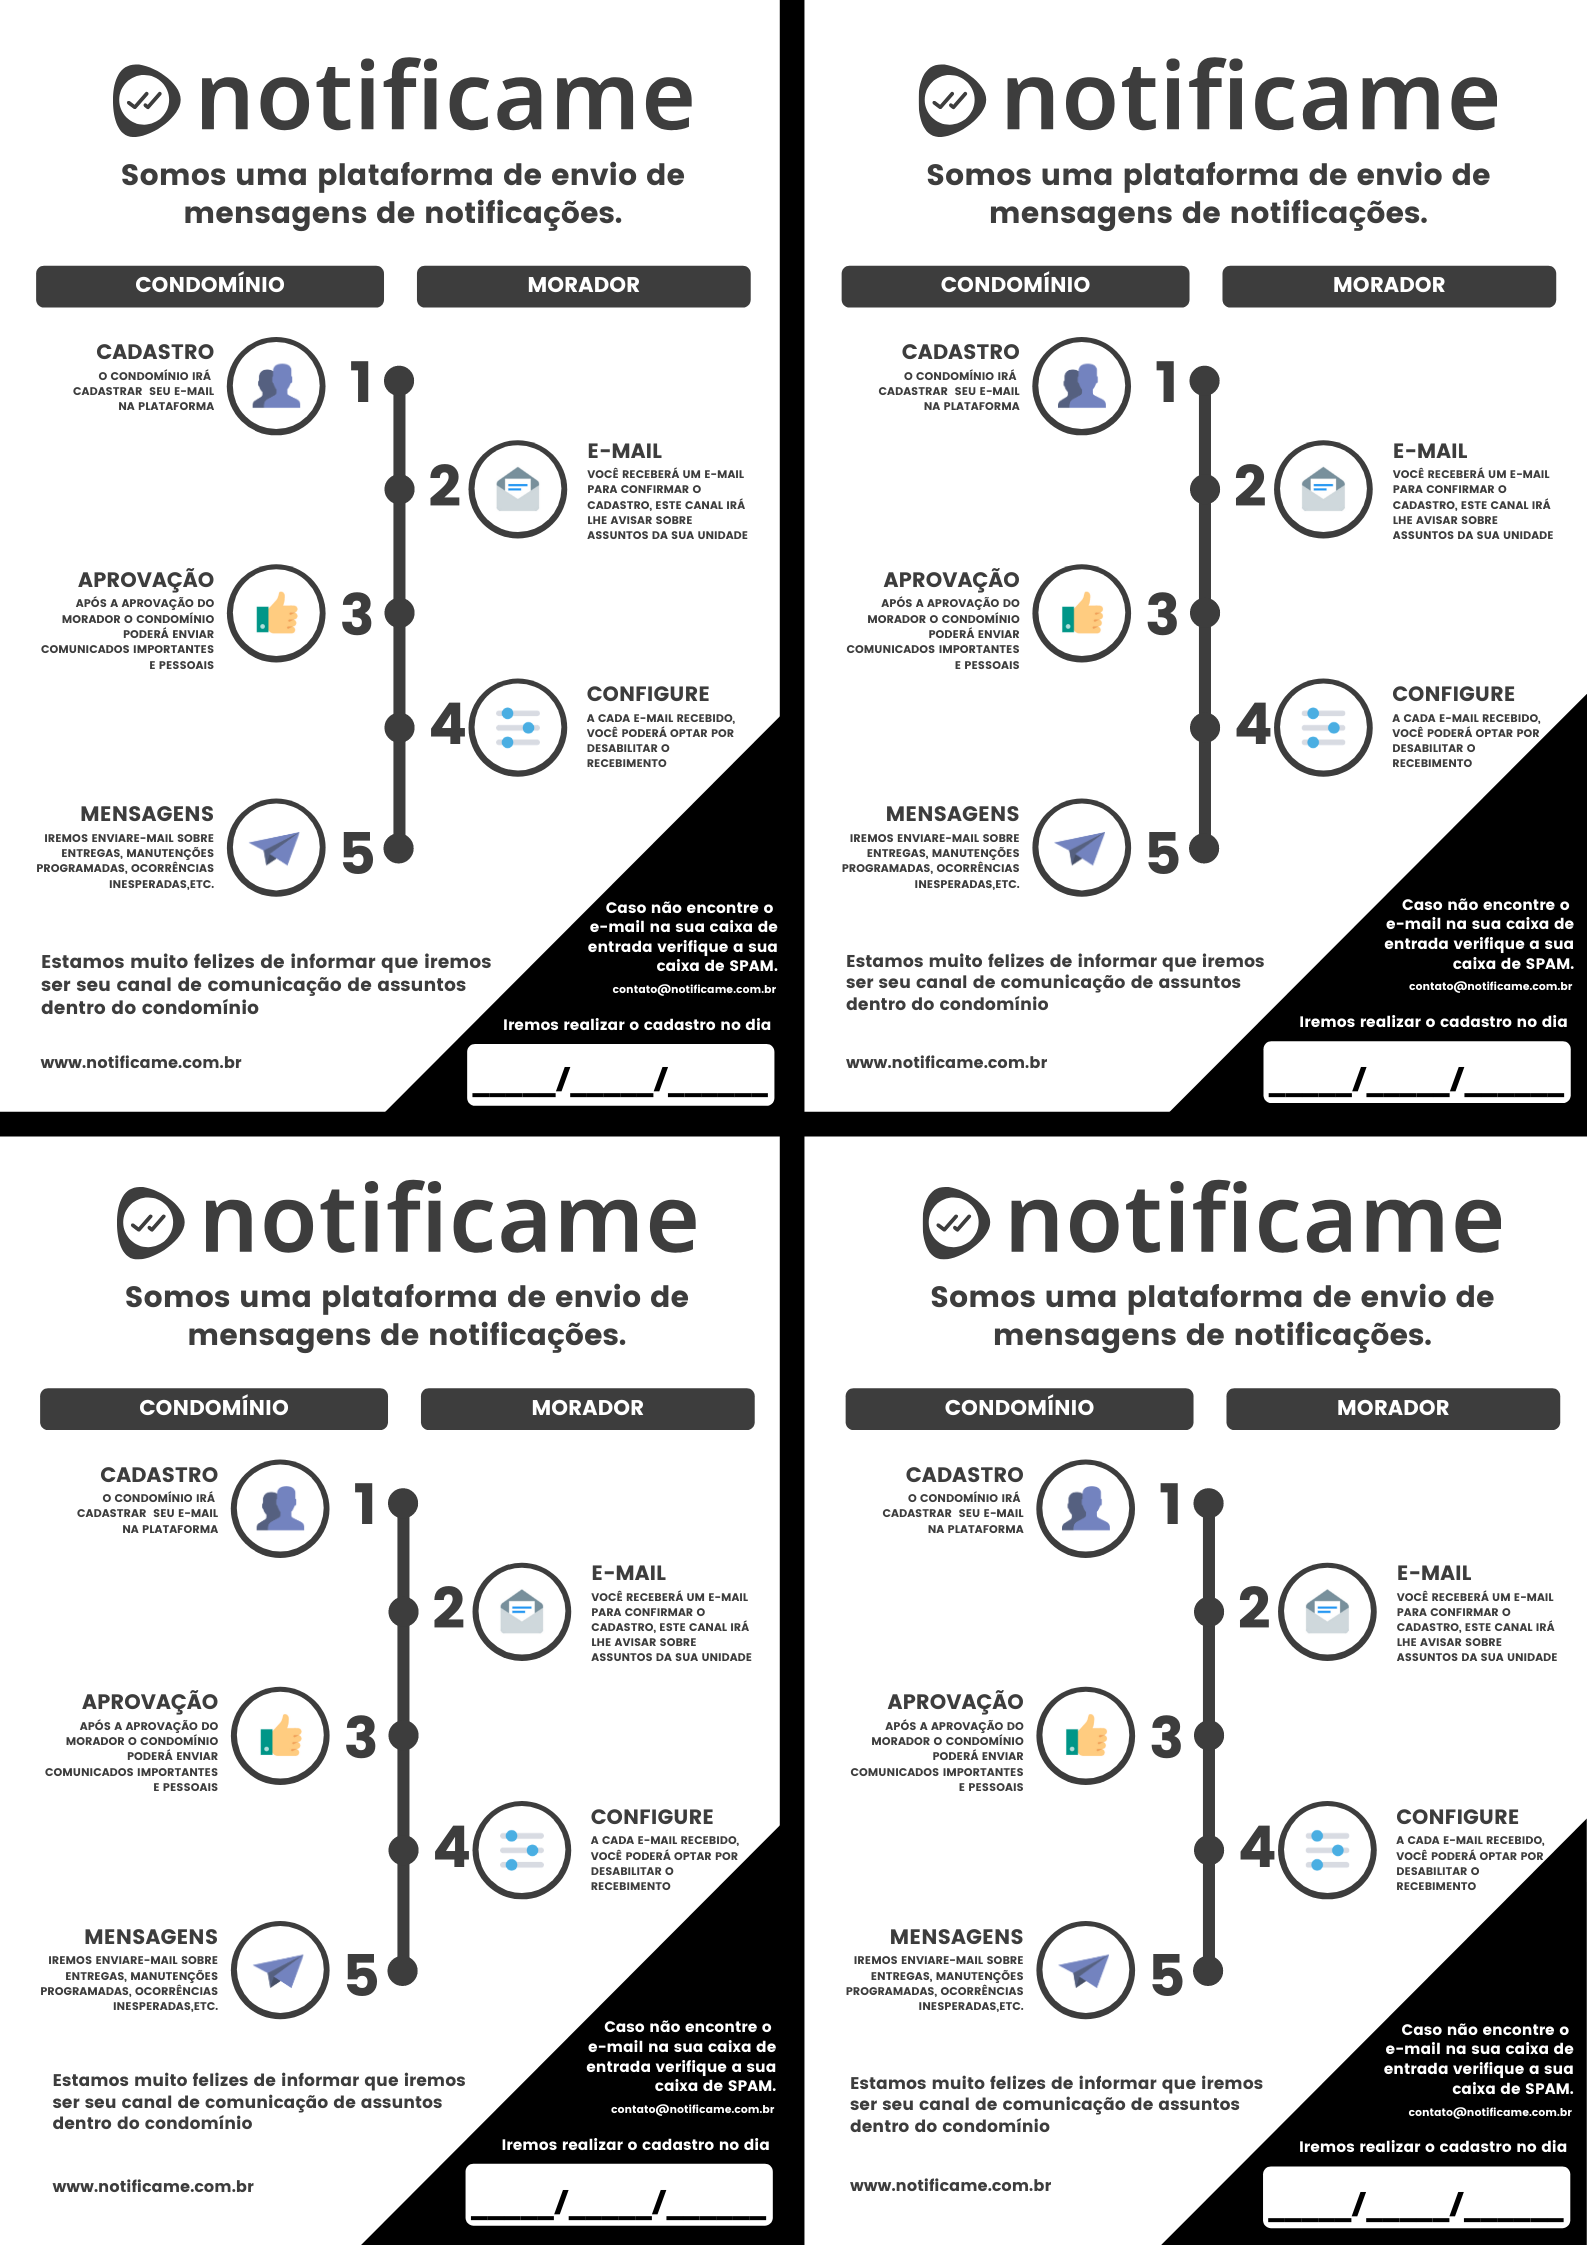 notificame
Somos uma plataforma de envio de
mensagens de notificações.
CONDOMÍNIO
MORADOR
CADASTRO
O CONDOMÍNIO IRÁ
CADASTRAR SEU E-MAIL
NA PLATAFORMA
1
2
E-MAIL
VOCÊ RECEBERÁ UM E-MAIL
PARA CONFIRMAR O
CADASTRO, ESTE CANAL IRÁ
LHE AVISAR SOBRE
ASSUNTOS DA SUA UNIDADE
APROVAÇÃO
APÓS A APROVAÇÃO DO
MORADOR O CONDOMÍNIO
PODERÁ ENVIAR
COMUNICADOS IMPORTANTES
E PESSOAIS
3
4
CONFIGURE
A CADA E-MAIL RECEBIDO,
VOCÊ PODERÁ OPTAR POR
DESABILITAR O
RECEBIMENTO
MENSAGENS
IREMOS ENVIARE-MAIL SOBRE
ENTREGAS, MANUTENÇÕES
PROGRAMADAS, OCORRÊNCIAS
INESPERADAS,ETC.
5
Estamos muito felizes de informar que iremos
ser seu canal de comunicação de assuntos
dentro do condomínio
www.notificame.com.br
Caso não encontre o
e-mail na sua caixa de
entrada verifique a sua
caixa de SPAM.
contato@notificame.com.br
Iremos realizar o cadastro no dia
_____/_____/______
notificame
Somos uma plataforma de envio de
mensagens de notificações.
CONDOMÍNIO
MORADOR
CADASTRO
O CONDOMÍNIO IRÁ
CADASTRAR SEU E-MAIL
NA PLATAFORMA
1
2
E-MAIL
VOCÊ RECEBERÁ UM E-MAIL
PARA CONFIRMAR O
CADASTRO, ESTE CANAL IRÁ
LHE AVISAR SOBRE
ASSUNTOS DA SUA UNIDADE
APROVAÇÃO
APÓS A APROVAÇÃO DO
MORADOR O CONDOMÍNIO
PODERÁ ENVIAR
COMUNICADOS IMPORTANTES
E PESSOAIS
3
4
CONFIGURE
A CADA E-MAIL RECEBIDO,
VOCÊ PODERÁ OPTAR POR
DESABILITAR O
RECEBIMENTO
MENSAGENS
IREMOS ENVIARE-MAIL SOBRE
ENTREGAS, MANUTENÇÕES
PROGRAMADAS, OCORRÊNCIAS
INESPERADAS,ETC.
5
Estamos muito felizes de informar que iremos
ser seu canal de comunicação de assuntos
dentro do condomínio
www.notificame.com.br
Caso não encontre o
e-mail na sua caixa de
entrada verifique a sua
caixa de SPAM.
contato@notificame.com.br
Iremos realizar o cadastro no dia
_____/_____/______
notificame
Somos uma plataforma de envio de
mensagens de notificações.
CONDOMÍNIO
MORADOR
CADASTRO
O CONDOMÍNIO IRÁ
CADASTRAR SEU E-MAIL
NA PLATAFORMA
1
2
E-MAIL
VOCÊ RECEBERÁ UM E-MAIL
PARA CONFIRMAR O
CADASTRO, ESTE CANAL IRÁ
LHE AVISAR SOBRE
ASSUNTOS DA SUA UNIDADE
APROVAÇÃO
APÓS A APROVAÇÃO DO
MORADOR O CONDOMÍNIO
PODERÁ ENVIAR
COMUNICADOS IMPORTANTES
E PESSOAIS
3
4
CONFIGURE
A CADA E-MAIL RECEBIDO,
VOCÊ PODERÁ OPTAR POR
DESABILITAR O
RECEBIMENTO
MENSAGENS
IREMOS ENVIARE-MAIL SOBRE
ENTREGAS, MANUTENÇÕES
PROGRAMADAS, OCORRÊNCIAS
INESPERADAS,ETC.
5
Estamos muito felizes de informar que iremos
ser seu canal de comunicação de assuntos
dentro do condomínio
www.notificame.com.br
Caso não encontre o
e-mail na sua caixa de
entrada verifique a sua
caixa de SPAM.
contato@notificame.com.br
Iremos realizar o cadastro no dia
_____/_____/______
notificame
Somos uma plataforma de envio de
mensagens de notificações.
CONDOMÍNIO
MORADOR
CADASTRO
O CONDOMÍNIO IRÁ
CADASTRAR SEU E-MAIL
NA PLATAFORMA
1
2
E-MAIL
VOCÊ RECEBERÁ UM E-MAIL
PARA CONFIRMAR O
CADASTRO, ESTE CANAL IRÁ
LHE AVISAR SOBRE
ASSUNTOS DA SUA UNIDADE
APROVAÇÃO
APÓS A APROVAÇÃO DO
MORADOR O CONDOMÍNIO
PODERÁ ENVIAR
COMUNICADOS IMPORTANTES
E PESSOAIS
3
4
CONFIGURE
A CADA E-MAIL RECEBIDO,
VOCÊ PODERÁ OPTAR POR
DESABILITAR O
RECEBIMENTO
MENSAGENS
IREMOS ENVIARE-MAIL SOBRE
ENTREGAS, MANUTENÇÕES
PROGRAMADAS, OCORRÊNCIAS
INESPERADAS,ETC.
5
Estamos muito felizes de informar que iremos
ser seu canal de comunicação de assuntos
dentro do condomínio
www.notificame.com.br
Caso não encontre o
e-mail na sua caixa de
entrada verifique a sua
caixa de SPAM.
contato@notificame.com.br
Iremos realizar o cadastro no dia
_____/_____/______